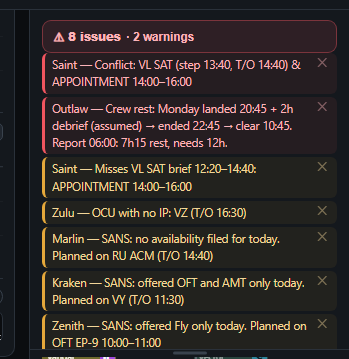 ⚠ 8 issues · 2 warnings
Saint — Conflict: VL SAT (step 13:40, T/O 14:40) &
APPOINTMENT 14:00–16:00
Outlaw — Crew rest: Monday landed 20:45 + 2h
debrief (assumed) → ended 22:45 → clear 10:45.
Report 06:00: 7h15 rest, needs 12h.
Saint — Misses VL SAT brief 12:20–14:40:
APPOINTMENT 14:00–16:00
Zulu — OCU with no IP: VZ (T/O 16:30)
Marlin — SANS: no availability filed for today.
Planned on RU ACM (T/O 14:40)
Kraken — SANS: offered OFT and AMT only today.
Planned on VY (T/O 11:30)
Zenith — SANS: offered Fly only today. Planned on
OFT EP-9 10:00–11:00